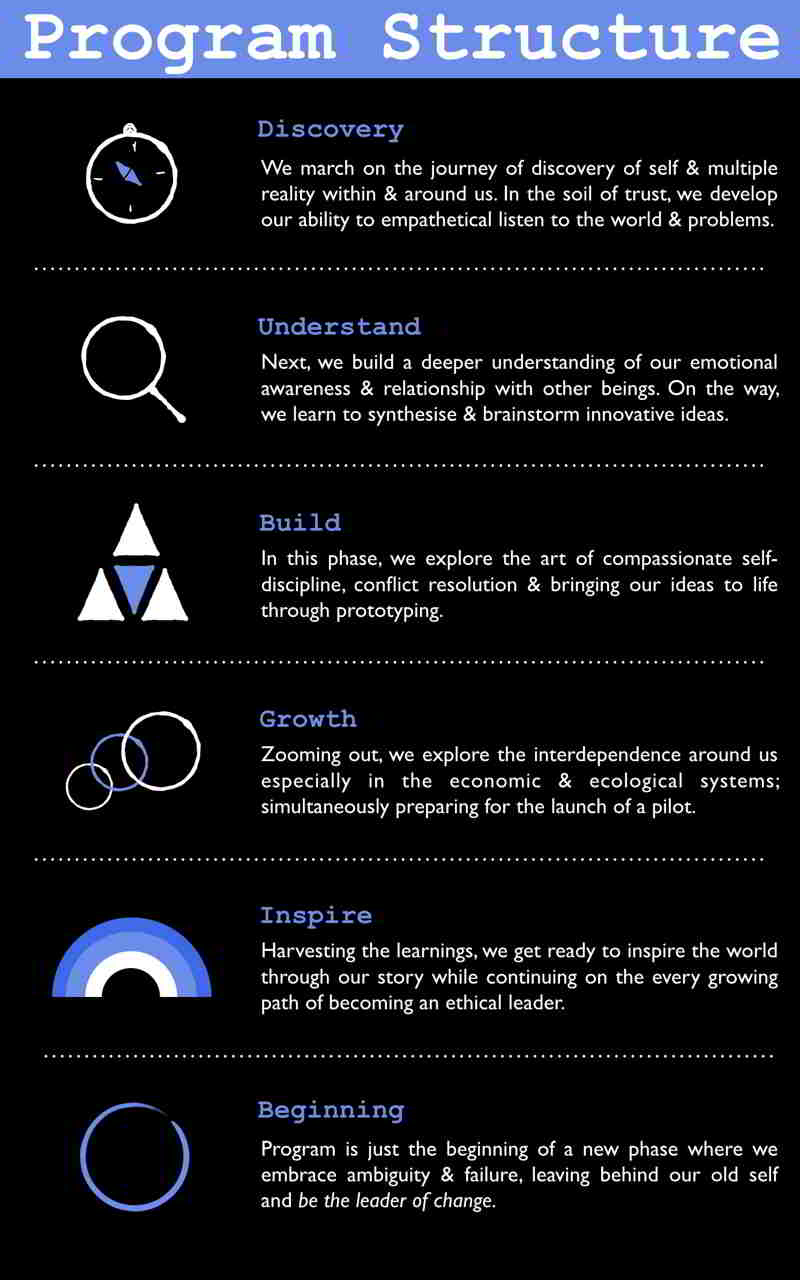 Program Structure
Discovery
We march on the journey of discovery of self & multiple
reality within & around us. In the soil of trust, we develop
our ability to empathetical listen to the world & problems.
Understand
Next, we build a deeper understanding of our emotional
awareness & relationship with other beings. On the way,
we learn to synthesise & brainstorm innovative ideas.
Build
In this phase, we explore the art of compassionate self-
discipline, conflict resolution & bringing our ideas to life
through prototyping.
Growth
Zooming out, we explore the interdependence around us
especially in the economic & ecological systems;
simultaneously preparing for the launch of a pilot.
Inspire
Harvesting the learnings, we get ready to inspire the world
through our story while continuing on the every growing
path of becoming an ethical leader.
Beginning
Program is just the beginning of a new phase where we
embrace ambiguity & failure, leaving behind our old self
and be the leader of change.